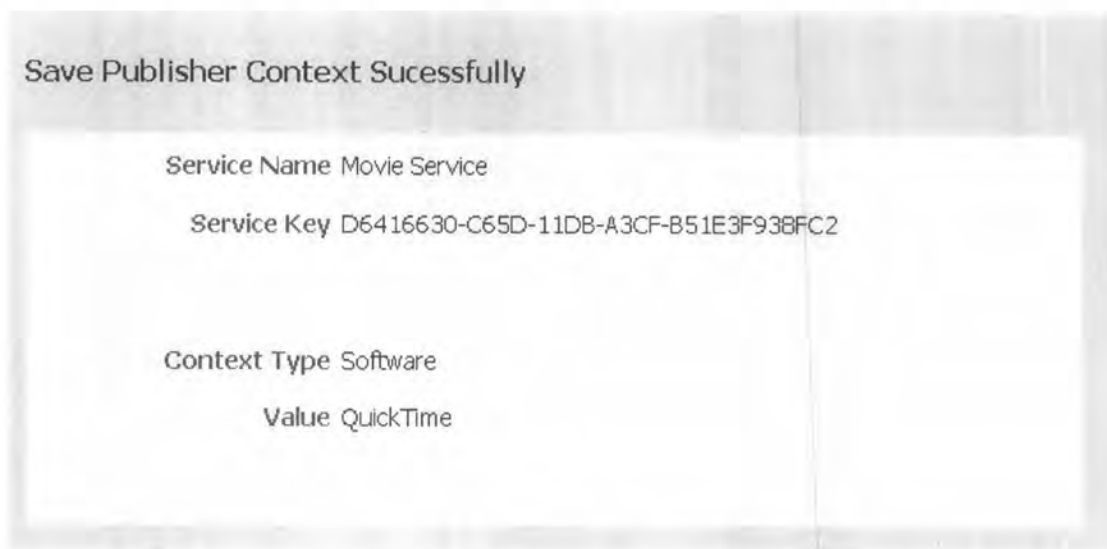 Save Publisher Context Sucessfully
Service Name Movie Service
Service Key D6416630-C65D-11DB-A3CF-B51E3F938FC2
Context Type Software
Value QuickTime